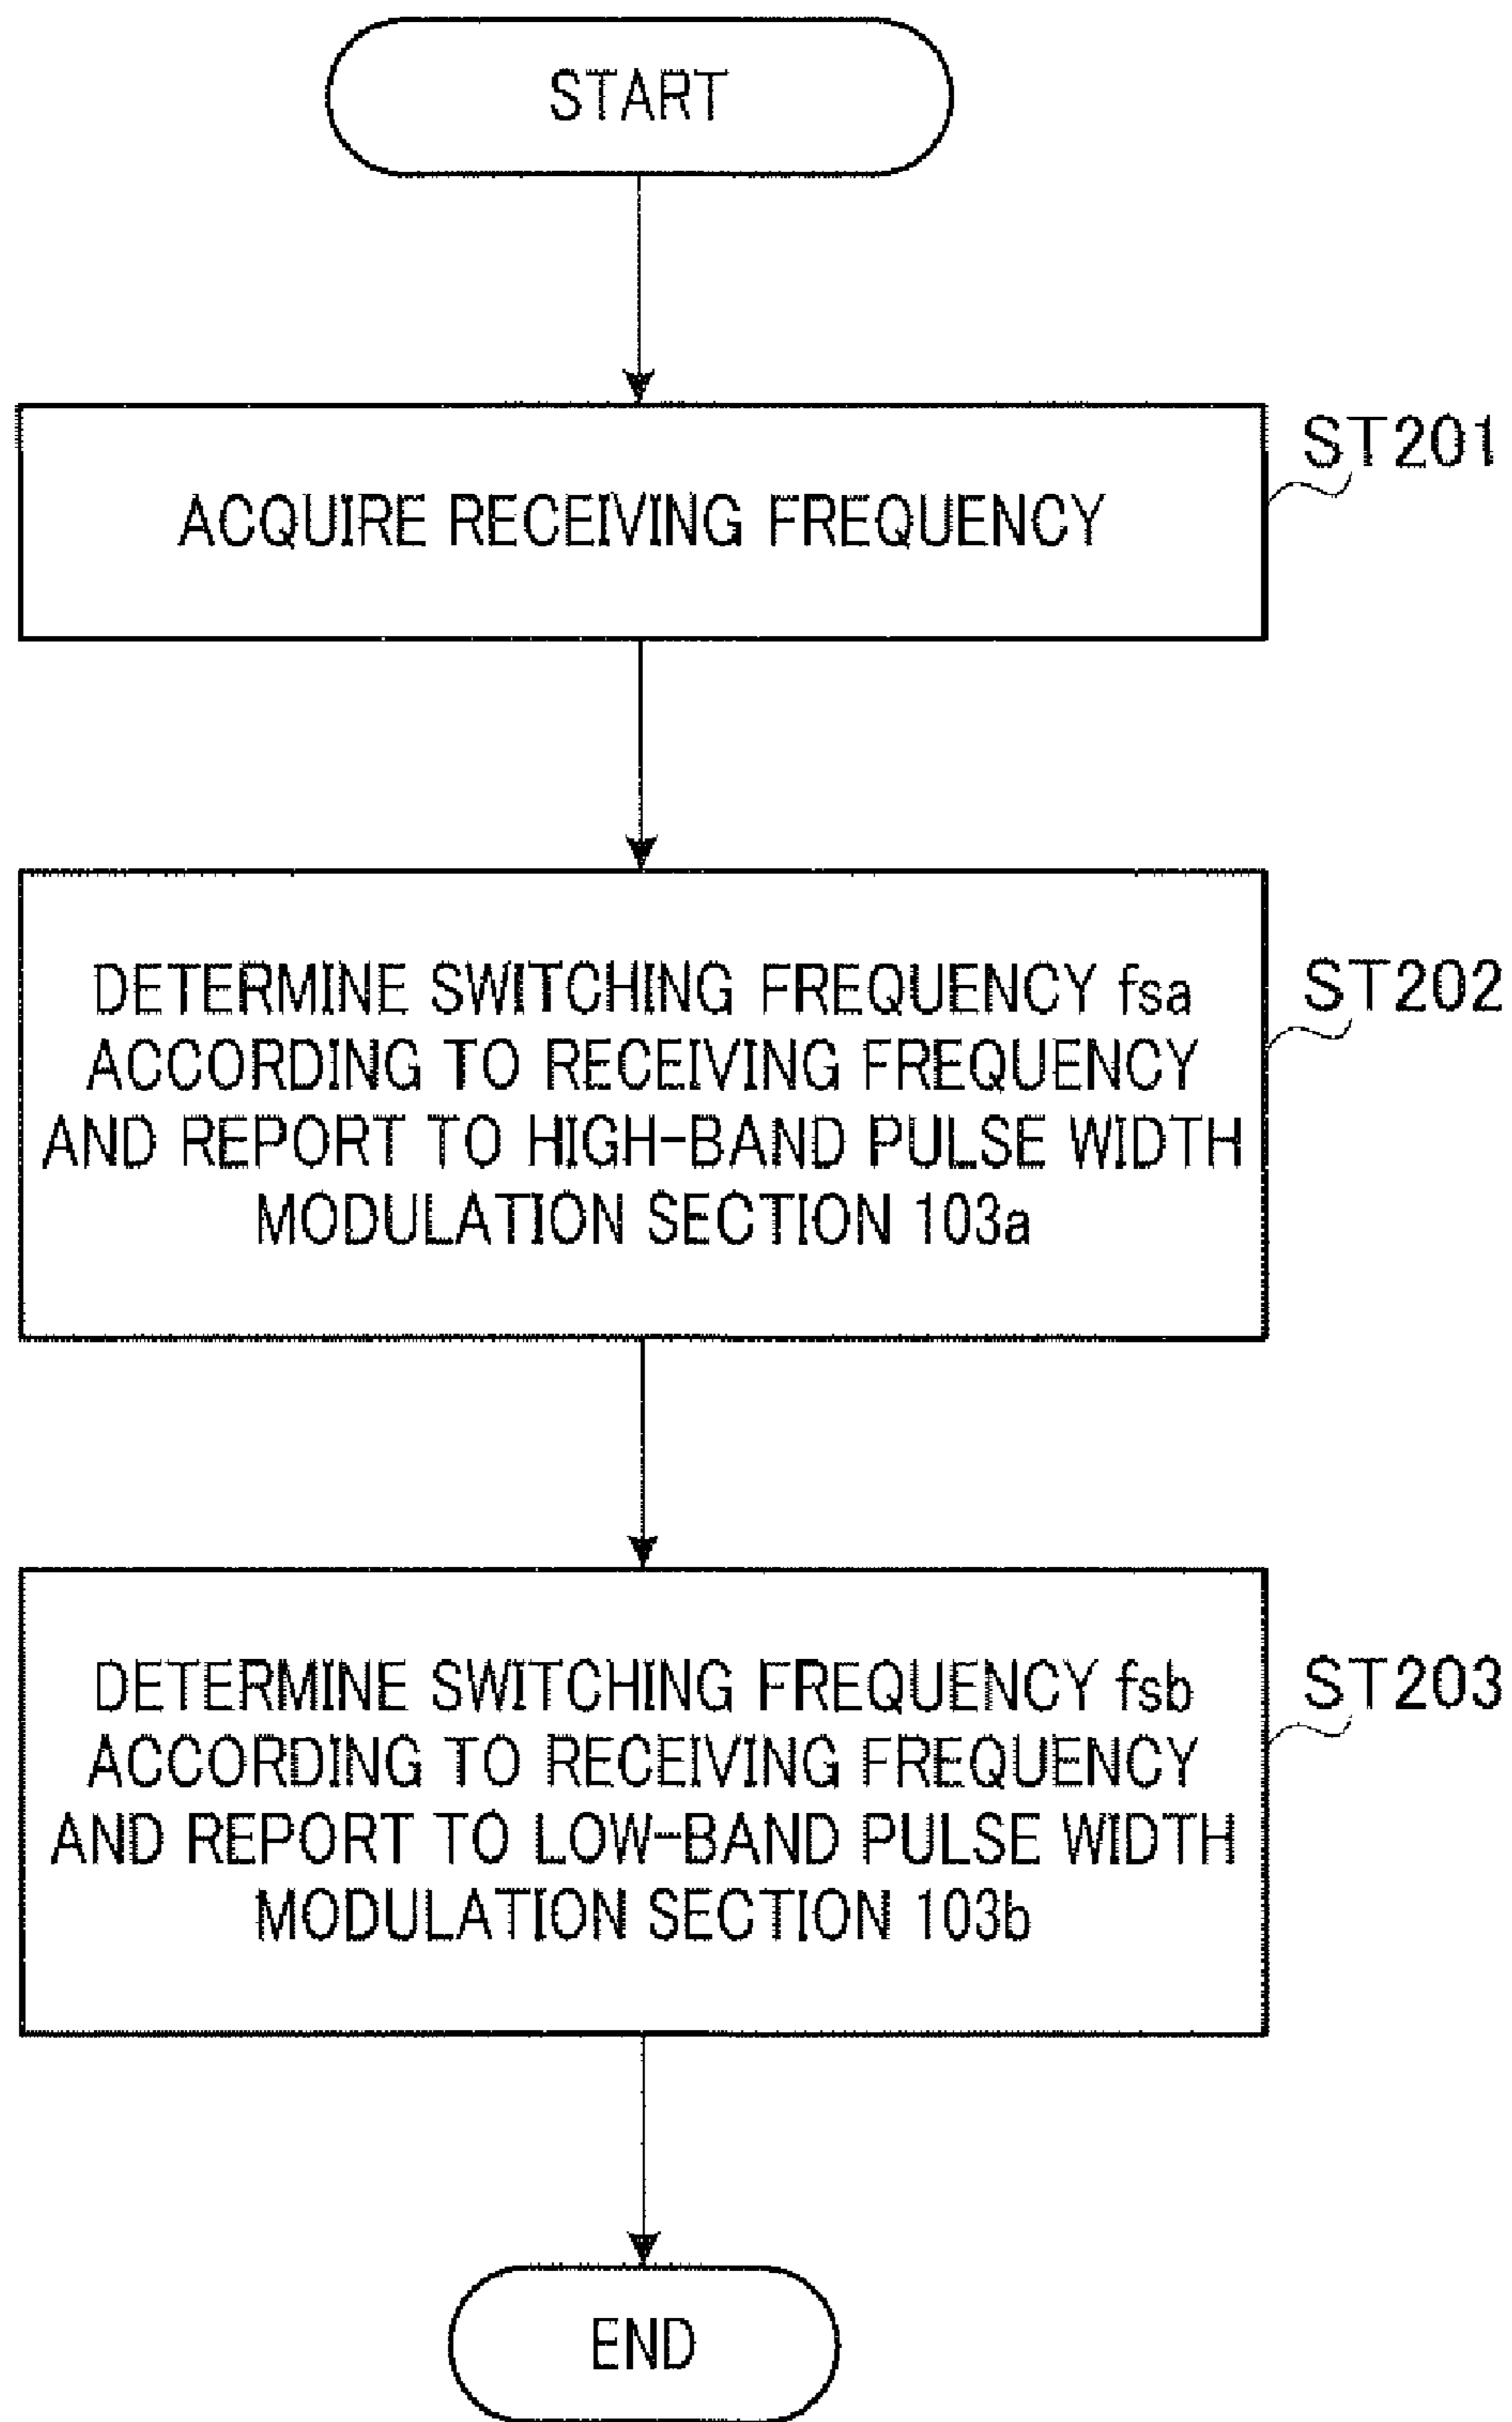 START
ACQUIRE RECEIVING FREQUENCY
ST201
DETERMINE SWITCHING FREQUENCY fsa
ACCORDING TO RECEIVING FREQUENCY
AND REPORT TO HIGH-BAND PULSE WIDTH
MODULATION SECTION 103a
ST202
DETERMINE SWITCHING FREQUENCY fsb
ACCORDING TO RECEIVING FREQUENCY
AND REPORT TO LOW-BAND PULSE WIDTH
MODULATION SECTION 103b
ST203
END